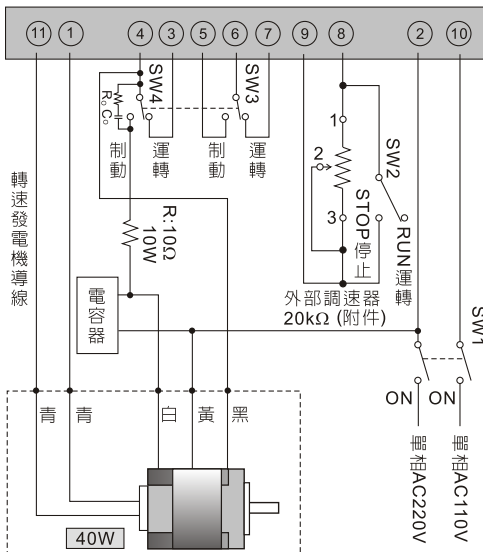 11 1 4 3 5 6 7 9 8 2 10
SW4
SW3
R₀ C₀
制動
運轉
制動
運轉
1
2
3
SW2
STOP 停止
RUN 運轉
轉速發電機導線
R:10Ω
10W
電容器
外部調速器
20kΩ (附件)
SW1
ON
ON
青
青
白
黃
黑
單相AC220V
單相AC110V
40W